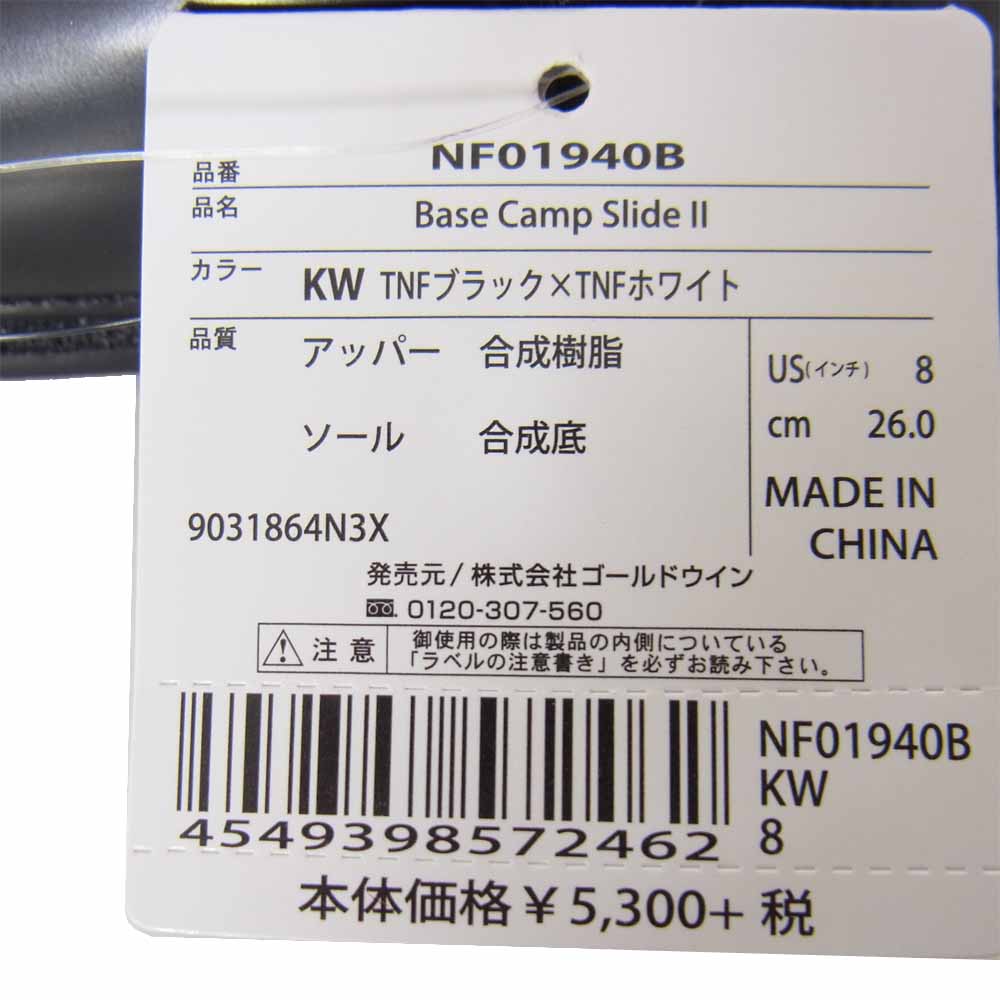 品番 NF01940B
品名 Base Camp Slide II
カラー KW TNFブラック×TNFホワイト
品質 アッパー 合成樹脂
ソール 合成底
US(インチ) 8
cm 26.0
MADE IN
CHINA
9031864N3X
発売元/株式会社ゴールドウイン
0120-307-560
注意 御使用の際は製品の内側についている
「ラベルの注意書き」を必ずお読み下さい。
4549398572462
NF01940B
KW
8
本体価格¥5,300+税